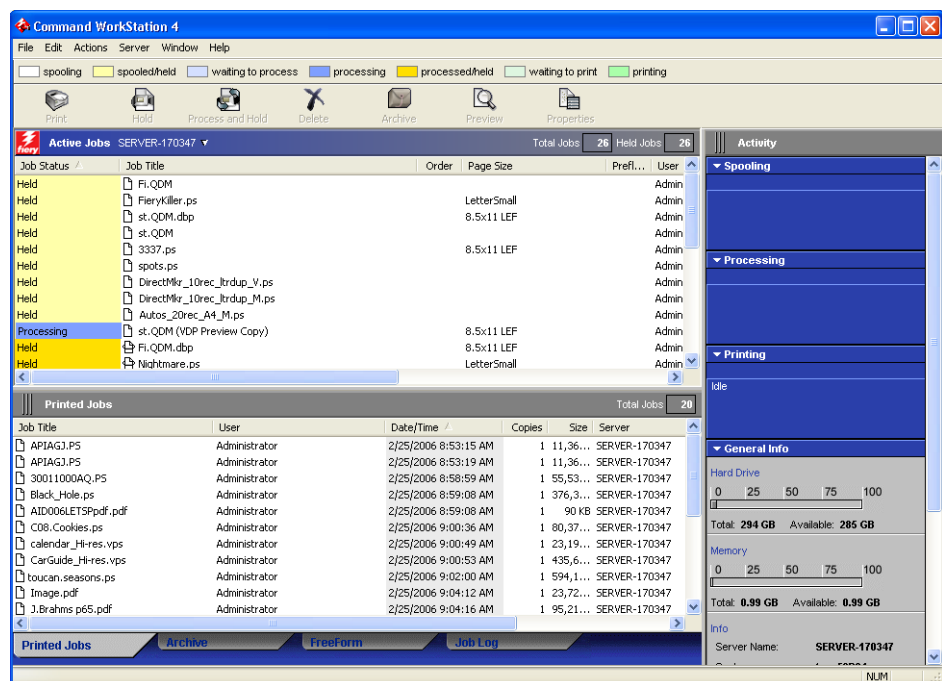 Command WorkStation 4
File Edit Actions Server Window Help
spooling spooled/held waiting to process processing processed/held waiting to print printing
Print Hold Process and Hold Delete Archive Preview Properties
fiery Active Jobs SERVER-170347 Total Jobs 26 Held Jobs 26
Job Status Job Title Order Page Size Prefl... User
Held Fi.QDM Admin
Held FieryKiller.ps LetterSmall Admin
Held st.QDM.dbp 8.5x11 LEF Admin
Held st.QDM Admin
Held 3337.ps 8.5x11 LEF Admin
Held spots.ps Admin
Held DirectMkr_10rec_ltrdup_V.ps Admin
Held DirectMkr_10rec_ltrdup_M.ps Admin
Held Autos_20rec_A4_M.ps Admin
Processing st.QDM (VDP Preview Copy) 8.5x11 LEF Admin
Held Fi.QDM.dbp 8.5x11 LEF Admin
Held Nightmare.ps LetterSmall Admin
Printed Jobs Total Jobs 20
Job Title User Date/Time Copies Size Server
APIAGJ.PS Administrator 2/25/2006 8:53:15 AM 1 11,36... SERVER-170347
APIAGJ.PS Administrator 2/25/2006 8:53:19 AM 1 11,36... SERVER-170347
30011000AQ.PS Administrator 2/25/2006 8:58:59 AM 1 55,53... SERVER-170347
Black_Hole.ps Administrator 2/25/2006 8:59:08 AM 1 376,3... SERVER-170347
AID006LETSPpdf.pdf Administrator 2/25/2006 8:59:08 AM 1 90 KB SERVER-170347
C08.Cookies.ps Administrator 2/25/2006 9:00:36 AM 1 80,37... SERVER-170347
calendar_Hi-res.vps Administrator 2/25/2006 9:00:49 AM 1 23,19... SERVER-170347
CarGuide_Hi-res.vps Administrator 2/25/2006 9:00:53 AM 1 435,6... SERVER-170347
toucan.seasons.ps Administrator 2/25/2006 9:02:00 AM 1 594,1... SERVER-170347
Image.pdf Administrator 2/25/2006 9:04:12 AM 1 23,72... SERVER-170347
J.Brahms p65.pdf Administrator 2/25/2006 9:04:16 AM 1 95,21... SERVER-170347
Printed Jobs Archive FreeForm Job Log
Activity
Spooling
Processing
Printing
Idle
General Info
Hard Drive
0 25 50 75 100
Total: 294 GB Available: 285 GB
Memory
0 25 50 75 100
Total: 0.99 GB Available: 0.99 GB
Info
Server Name: SERVER-170347
NUM